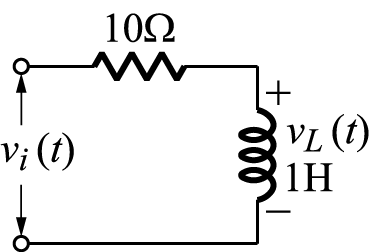 10Ω
+
v_L(t)
v_i(t)
1H
−